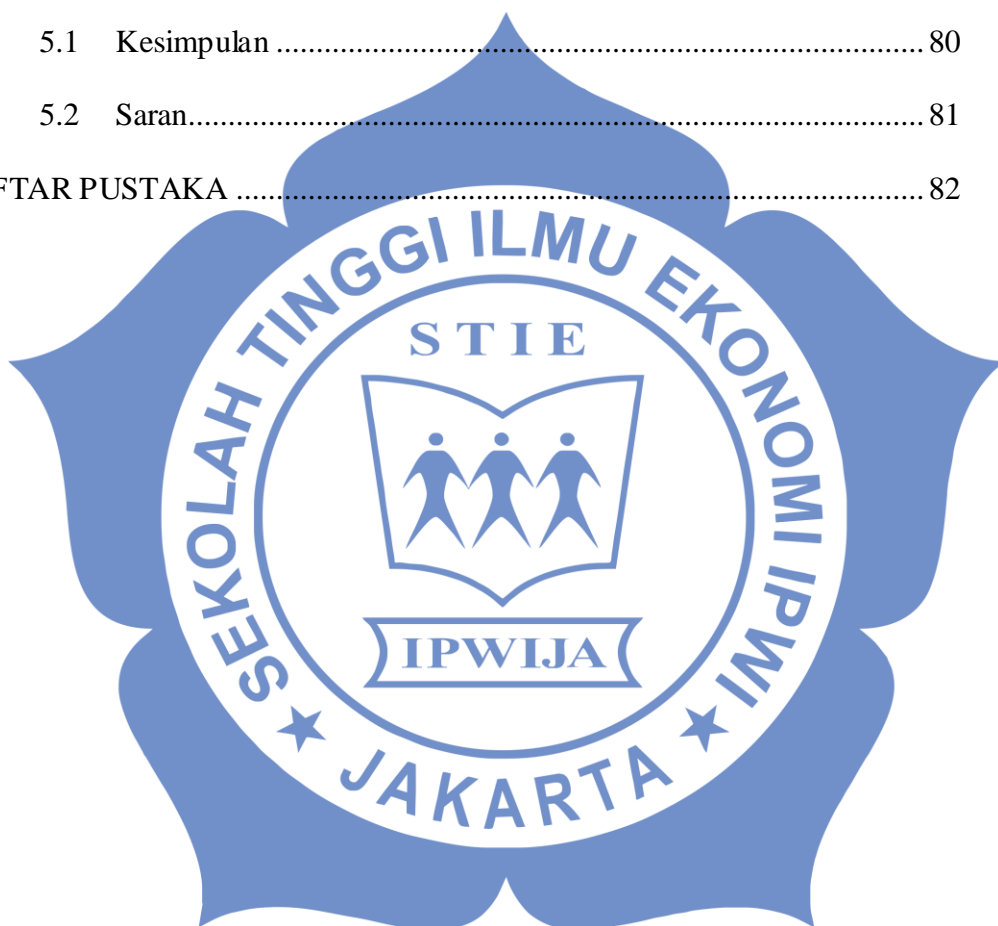 5.1 Kesimpulan ................................................................................ 80
5.2 Saran........................................................................................... 81
FTAR PUSTAKA ..................................................................................... 82
SEKOLAH TINGGI ILMU EKONOMI IPWI
STIE
IPWIJA
★ JAKARTA ★